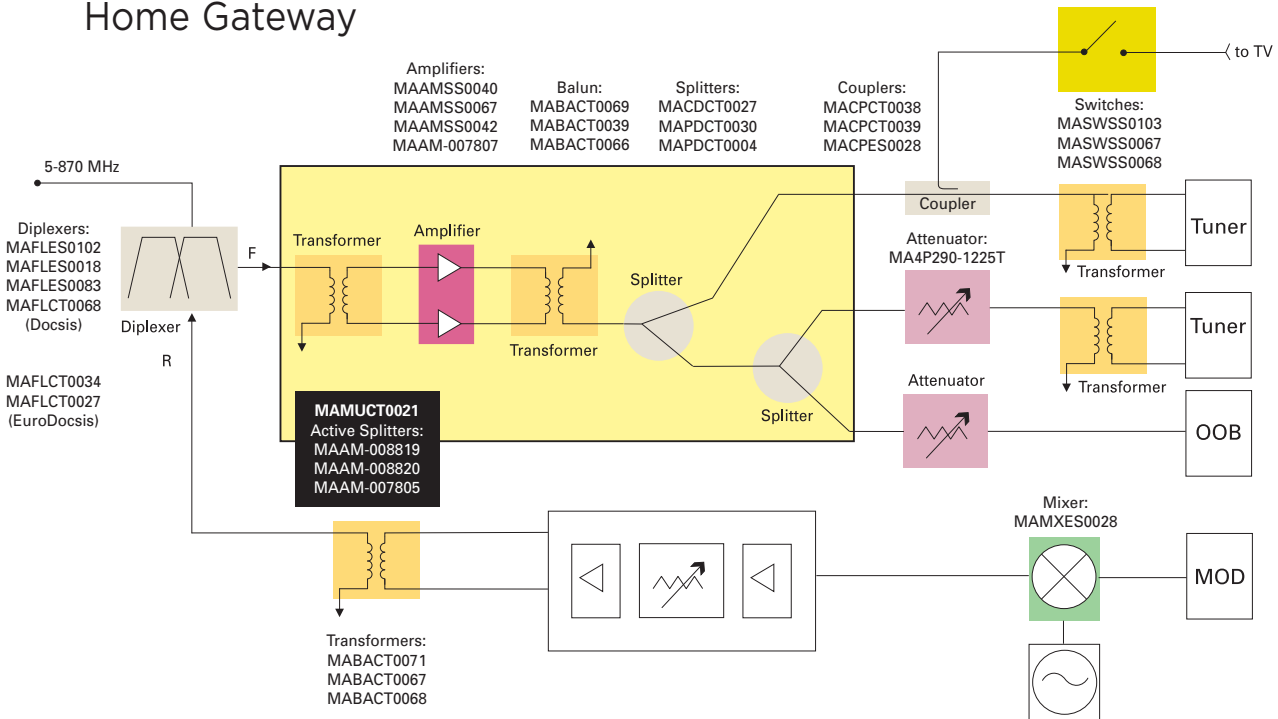 Home Gateway
Amplifiers:
MAAMSS0040
MAAMSS0067
MAAMSS0042
MAAM-007807
Balun:
MABACT0069
MABACT0039
MABACT0066
Splitters:
MACDCT0027
MAPDCT0030
MAPDCT0004
Couplers:
MACPCT0038
MACPCT0039
MACPES0028
to TV
Switches:
MASWSS0103
MASWSS0067
MASWSS0068
5-870 MHz
Diplexers:
MAFLES0102
MAFLES0018
MAFLES0083
MAFLCT0068
(Docsis)
MAFLCT0034
MAFLCT0027
(EuroDocsis)
Diplexer
F
R
Transformer
Amplifier
Transformer
Splitter
Splitter
Coupler
Attenuator:
MA4P290-1225T
Attenuator
Transformer
Tuner
Transformer
Tuner
OOB
MAMUCT0021
Active Splitters:
MAAM-008819
MAAM-008820
MAAM-007805
Transformers:
MABACT0071
MABACT0067
MABACT0068
Mixer:
MAMXES0028
MOD